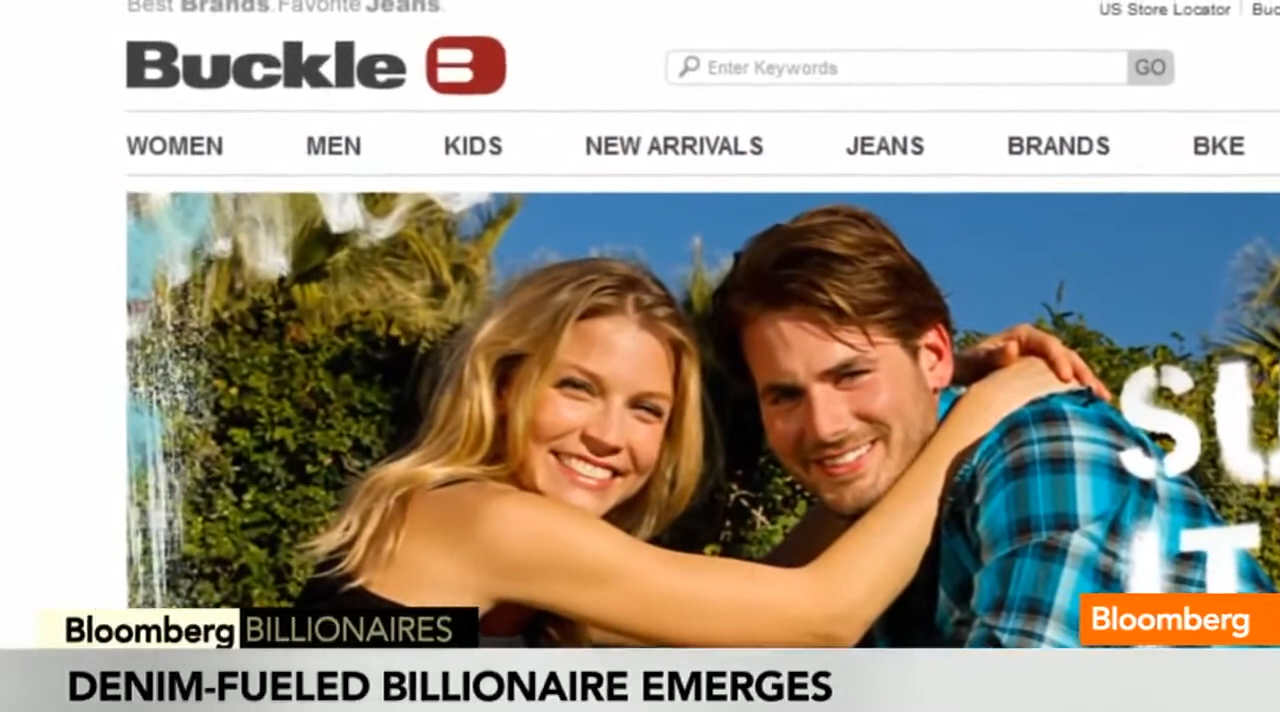 Best Brands. Favorite Jeans.
US Store Locator
Buckle B
Enter Keywords GO
WOMEN MEN KIDS NEW ARRIVALS JEANS BRANDS BKE
IT
Bloomberg BILLIONAIRES
Bloomberg
DENIM-FUELED BILLIONAIRE EMERGES